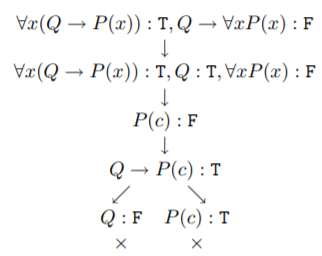 ∀x(Q → P(x)) : T, Q → ∀xP(x) : F
∀x(Q → P(x)) : T, Q : T, ∀xP(x) : F
P(c) : F
Q → P(c) : T
Q : F P(c) : T
× ×